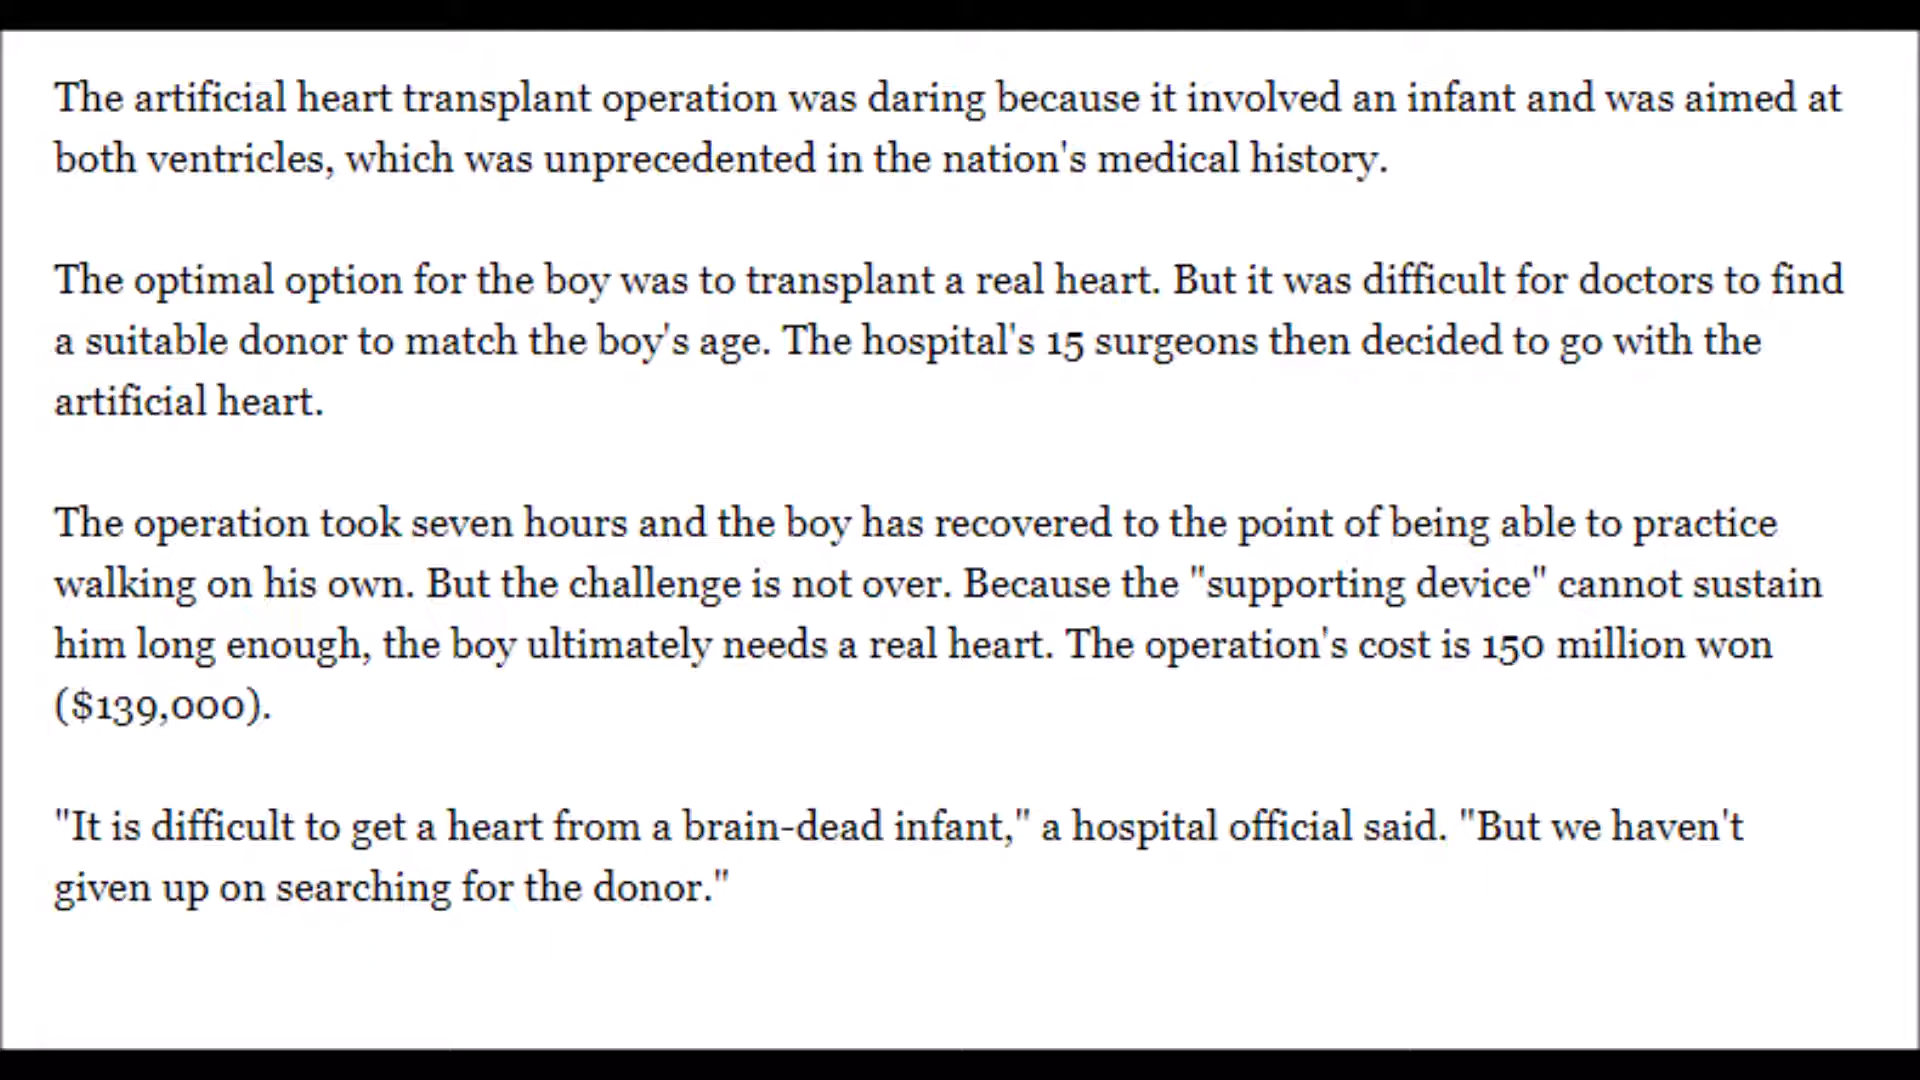 The artificial heart transplant operation was daring because it involved an infant and was aimed at
both ventricles, which was unprecedented in the nation's medical history.
The optimal option for the boy was to transplant a real heart. But it was difficult for doctors to find
a suitable donor to match the boy's age. The hospital's 15 surgeons then decided to go with the
artificial heart.
The operation took seven hours and the boy has recovered to the point of being able to practice
walking on his own. But the challenge is not over. Because the "supporting device" cannot sustain
him long enough, the boy ultimately needs a real heart. The operation's cost is 150 million won
($139,000).
"It is difficult to get a heart from a brain-dead infant," a hospital official said. "But we haven't
given up on searching for the donor."